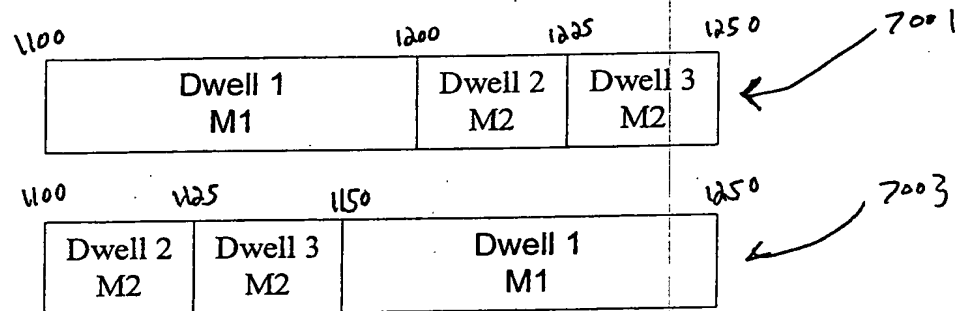 1100 1200 1225 1250 7001
Dwell 1 Dwell 2 Dwell 3
M1 M2 M2
1100 1125 1150 1250 7003
Dwell 2 Dwell 3 Dwell 1
M2 M2 M1